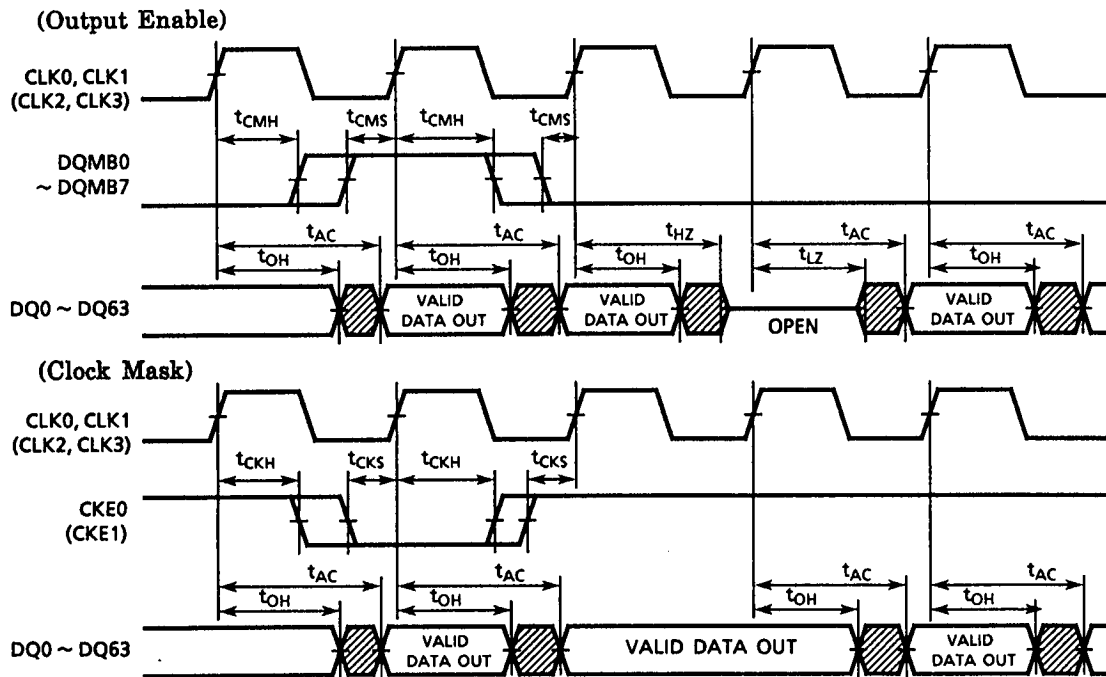 (Output Enable)
CLK0, CLK1
(CLK2, CLK3)
tCMH
tCMS
tCMH
tCMS
DQMB0
~ DQMB7
tAC
tAC
tHZ
tAC
tAC
tOH
tOH
tOH
tLZ
tOH
DQ0 ~ DQ63
VALID
DATA OUT
VALID
DATA OUT
OPEN
VALID
DATA OUT
(Clock Mask)
CLK0, CLK1
(CLK2, CLK3)
tCKH
tCKS
tCKH
tCKS
CKE0
(CKE1)
tAC
tAC
tAC
tAC
tOH
tOH
tOH
tOH
DQ0 ~ DQ63
VALID
DATA OUT
VALID DATA OUT
VALID
DATA OUT